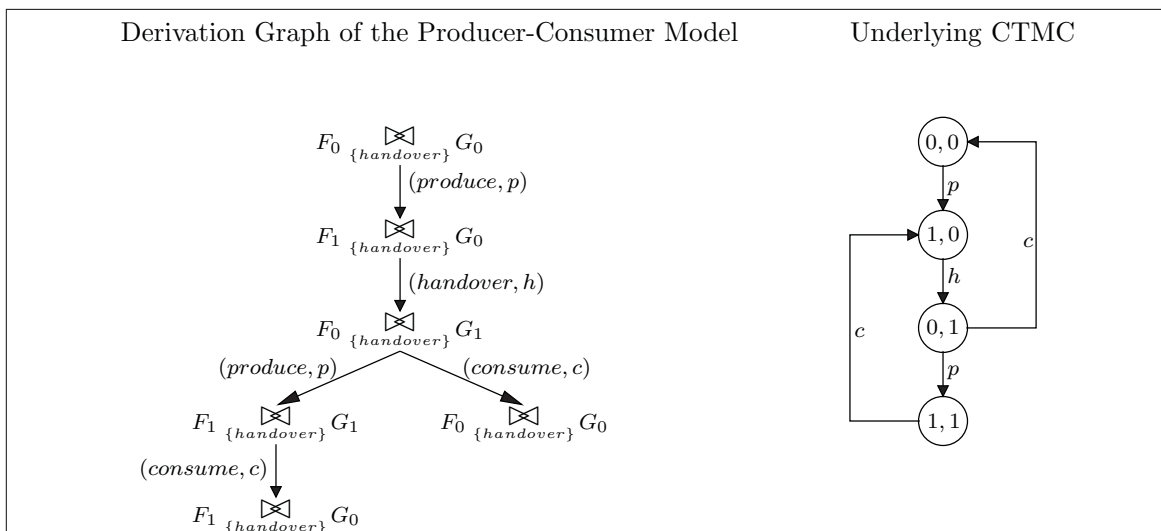 Derivation Graph of the Producer-Consumer Model
Underlying CTMC
F₀ ⋈ {handover} G₀
(produce, p)
F₁ ⋈ {handover} G₀
(handover, h)
F₀ ⋈ {handover} G₁
(produce, p)
(consume, c)
F₁ ⋈ {handover} G₁
F₀ ⋈ {handover} G₀
(consume, c)
F₁ ⋈ {handover} G₀
0, 0
p
1, 0
c
h
c
0, 1
p
1, 1